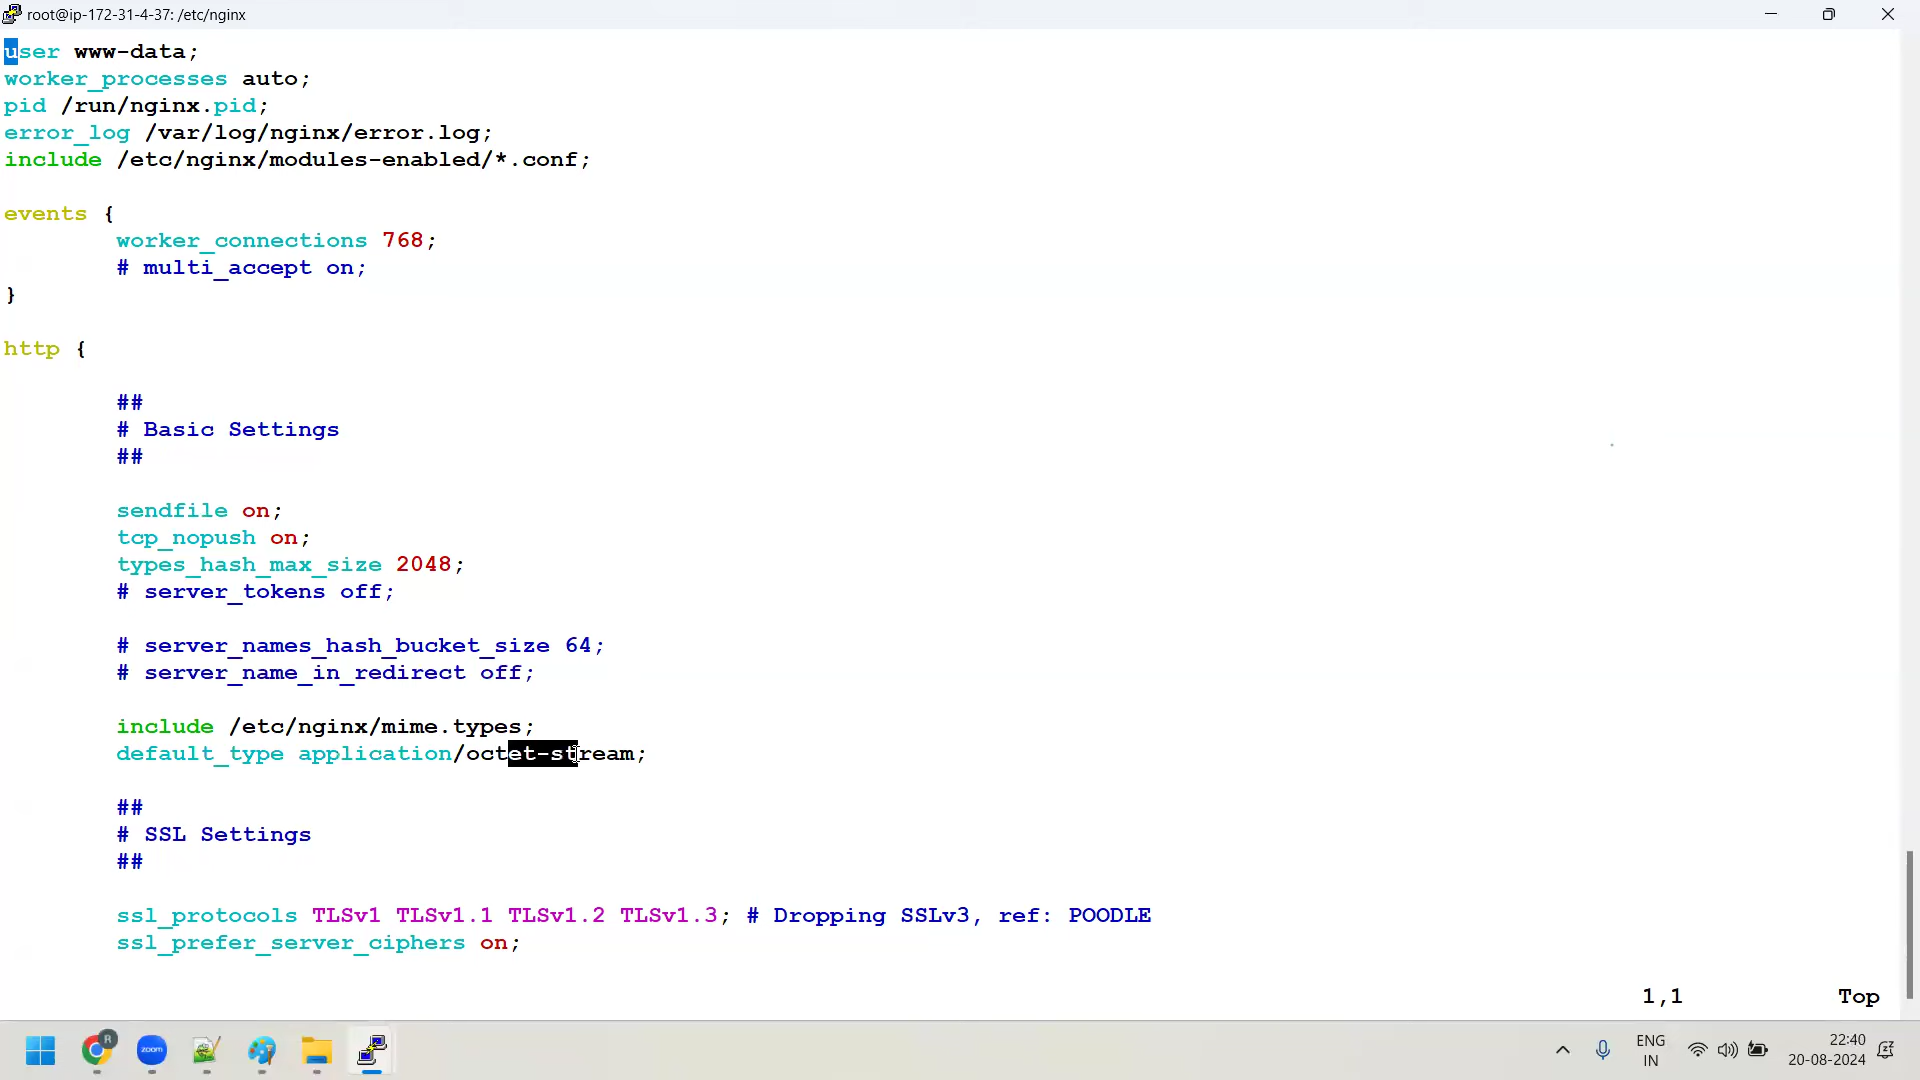 root@ip-172-31-4-37: /etc/nginx
user www-data;
worker_processes auto;
pid /run/nginx.pid;
error_log /var/log/nginx/error.log;
include /etc/nginx/modules-enabled/*.conf;
events {
worker_connections 768;
# multi_accept on;
}
http {
##
# Basic Settings
##
sendfile on;
tcp_nopush on;
types_hash_max_size 2048;
# server_tokens off;
# server_names_hash_bucket_size 64;
# server_name_in_redirect off;
include /etc/nginx/mime.types;
default_type application/octet-stream;
##
# SSL Settings
##
ssl_protocols TLSv1 TLSv1.1 TLSv1.2 TLSv1.3; # Dropping SSLv3, ref: POODLE
ssl_prefer_server_ciphers on;
1,1 Top
R
zoom
ENG
IN
22:40
20-08-2024